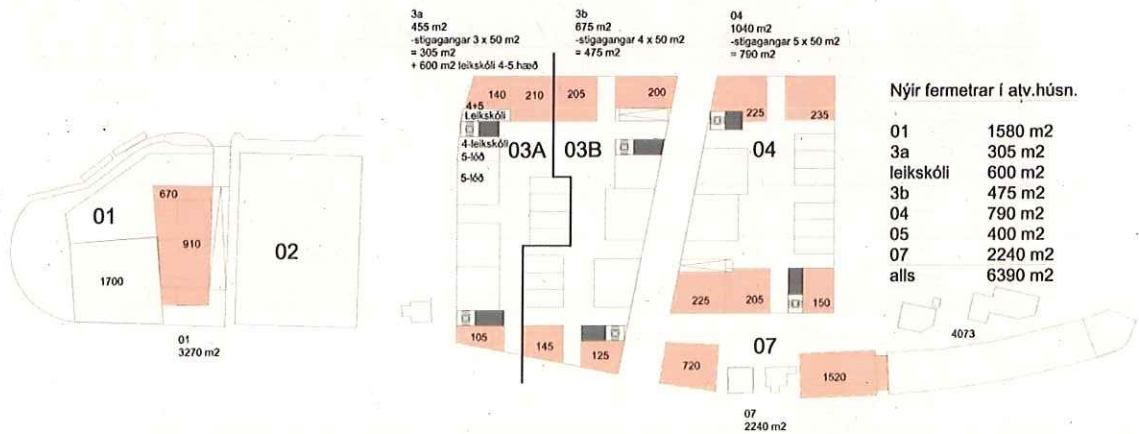 3a
455 m2
-stigagangar 3 x 50 m2
= 305 m2
+ 600 m2 leikskóli 4-5.hæð
3b
675 m2
-stigagangar 4 x 50 m2
= 475 m2
04
1040 m2
-stigagangar 5 x 50 m2
= 790 m2
140
210
205
200
225
235
4+5
Leikskóli
4-leikskóli
5-lóð
5-lóð
03A
03B
04
670
01
910
1700
02
01
3270 m2
225
205
150
105
145
125
720
07
1520
4073
07
2240 m2
Nýir fermetrar í atv.húsn.
01 1580 m2
3a 305 m2
leikskóli 600 m2
3b 475 m2
04 790 m2
05 400 m2
07 2240 m2
alls 6390 m2